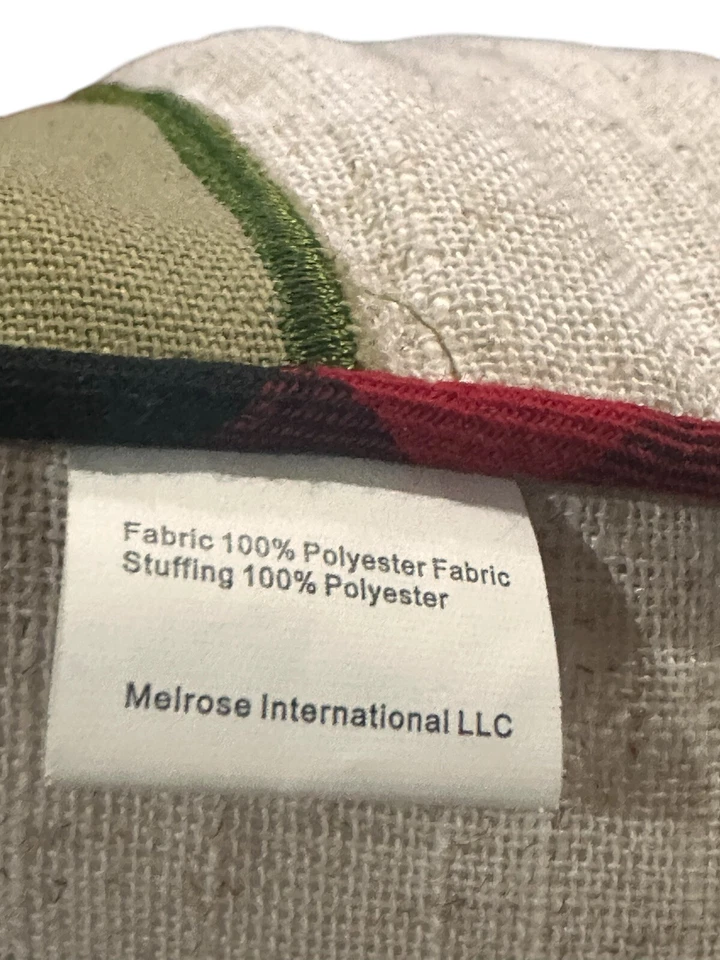 Fabric 100% Polyester Fabric
Stuffing 100% Polyester
Melrose International LLC